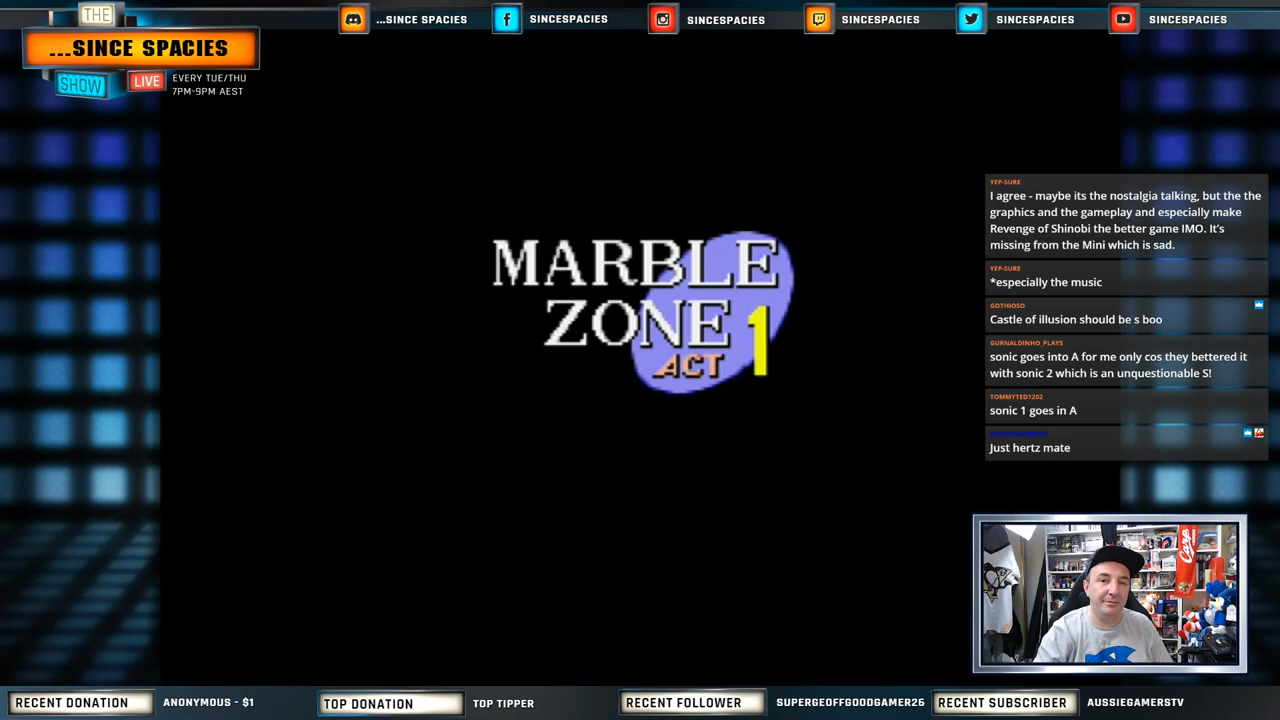 THE
...SINCE SPACIES
SHOW
LIVE
EVERY TUE/THU
7PM-9PM AEST
...SINCE SPACIES
SINCESPACIES
SINCESPACIES
SINCESPACIES
SINCESPACIES
SINCESPACIES
MARBLE
ZONE
ACT 1
YEP-SURE
I agree - maybe its the nostalgia talking, but the the
graphics and the gameplay and especially make
Revenge of Shinobi the better game IMO. It's
missing from the Mini which is sad.
YEP-SURE
*especially the music
GOTHIOSO
Castle of illusion should be s boo
GURNALDINHO_PLAYS
sonic goes into A for me only cos they bettered it
with sonic 2 which is an unquestionable S!
TOMMYTED1202
sonic 1 goes in A
Just hertz mate
Carp
RECENT DONATION
ANONYMOUS - $1
TOP DONATION
TOP TIPPER
RECENT FOLLOWER
SUPERGEOFFGOODGAMER25
RECENT SUBSCRIBER
AUSSIEGAMERSTV